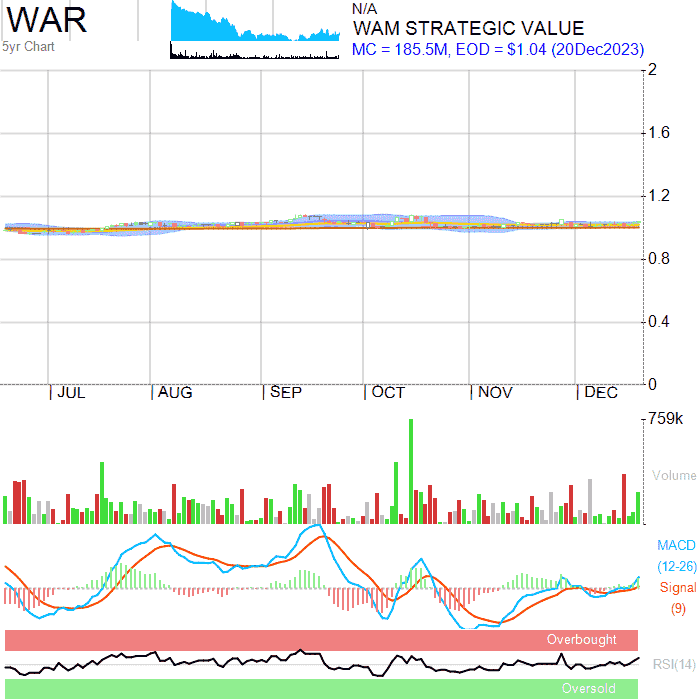 WAR
5yr Chart
N/A
WAM STRATEGIC VALUE
MC = 185.5M, EOD = $1.04 (20Dec2023)
2
1.6
1.2
0.8
0.4
0
JUL AUG SEP OCT NOV DEC
759k
Volume
MACD
(12-26)
Signal
(9)
Overbought
RSI(14)
Oversold